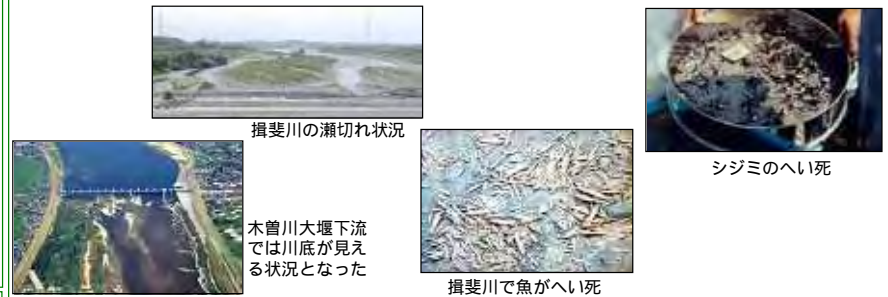 揖斐川の瀬切れ状況
シジミのへい死
木曽川大堰下流
では川底が見え
る状況となった
揖斐川で魚がへい死